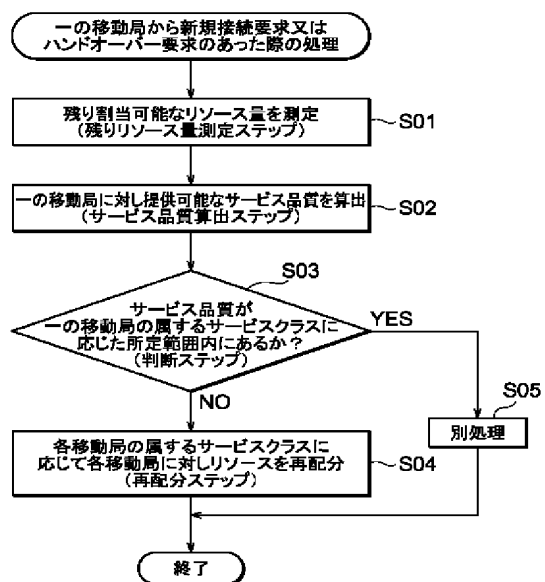 一の移動局から新規接続要求又は
ハンドオーバー要求のあった際の処理
残り割当可能なリソース量を測定
(残りリソース量測定ステップ)
S01
一の移動局に対し提供可能なサービス品質を算出
(サービス品質算出ステップ)
S02
S03
サービス品質が
一の移動局の属するサービスクラスに
応じた所定範囲内にあるか?
(判断ステップ)
YES
NO
S05
別処理
各移動局の属するサービスクラスに
応じて各移動局に対しリソースを再配分
(再配分ステップ)
S04
終了